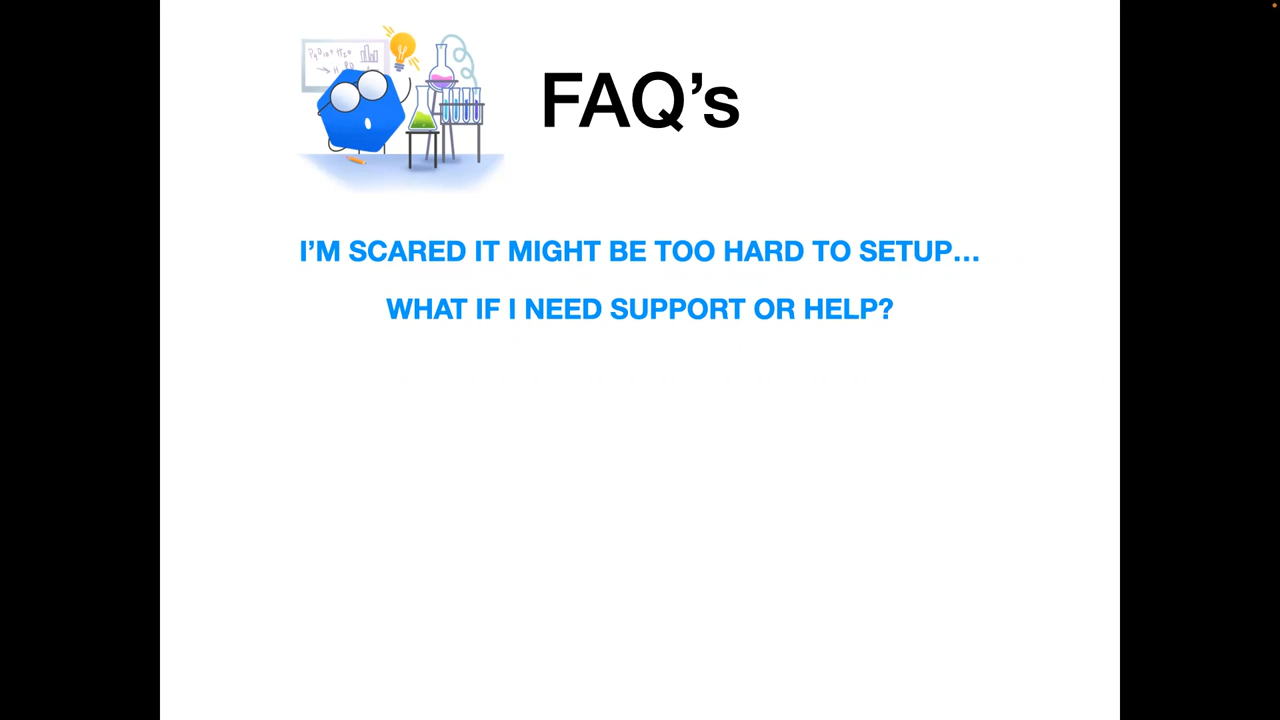 FAQ’s
I’M SCARED IT MIGHT BE TOO HARD TO SETUP…
WHAT IF I NEED SUPPORT OR HELP?